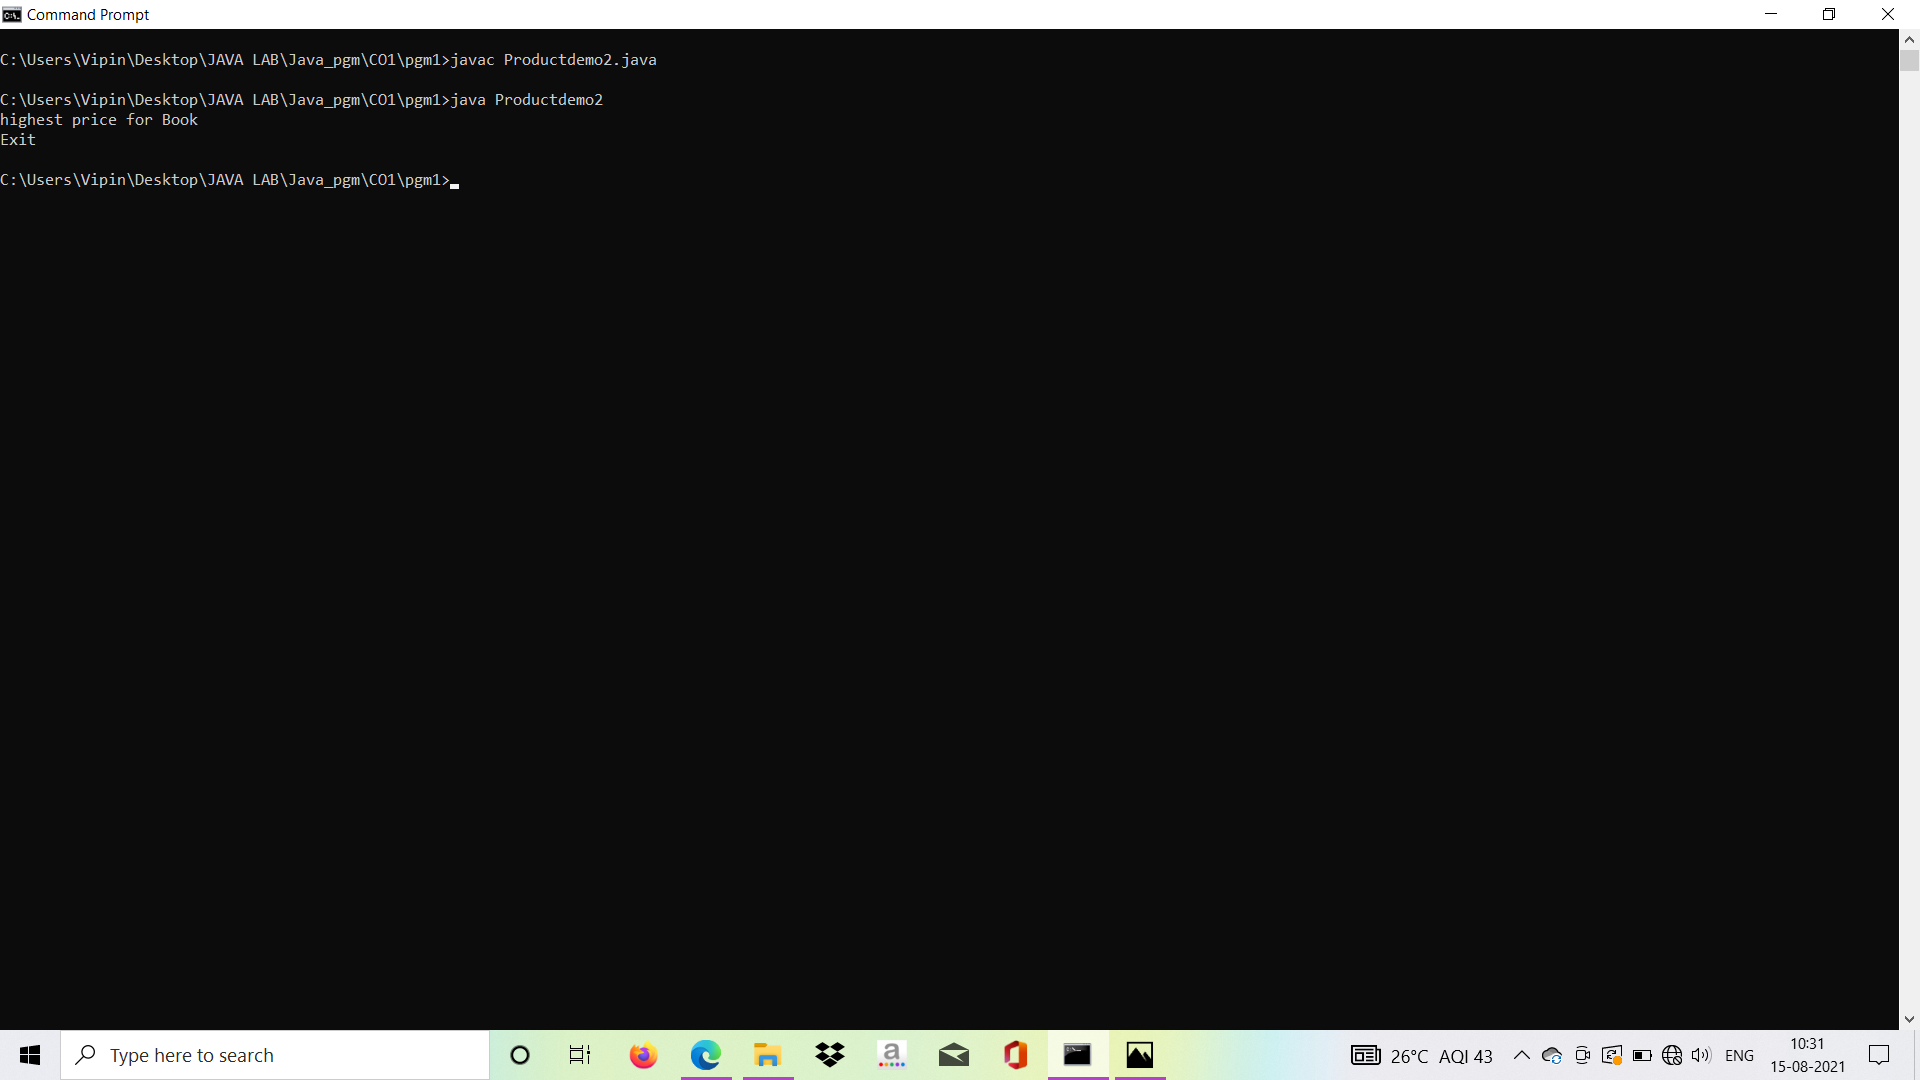 Command Prompt
C:\Users\Vipin\Desktop\JAVA LAB\Java_pgm\CO1\pgm1>javac Productdemo2.java
C:\Users\Vipin\Desktop\JAVA LAB\Java_pgm\CO1\pgm1>java Productdemo2
highest price for Book
Exit
C:\Users\Vipin\Desktop\JAVA LAB\Java_pgm\CO1\pgm1>
Type here to search
a
26°C AQI 43
ENG
10:31
15-08-2021